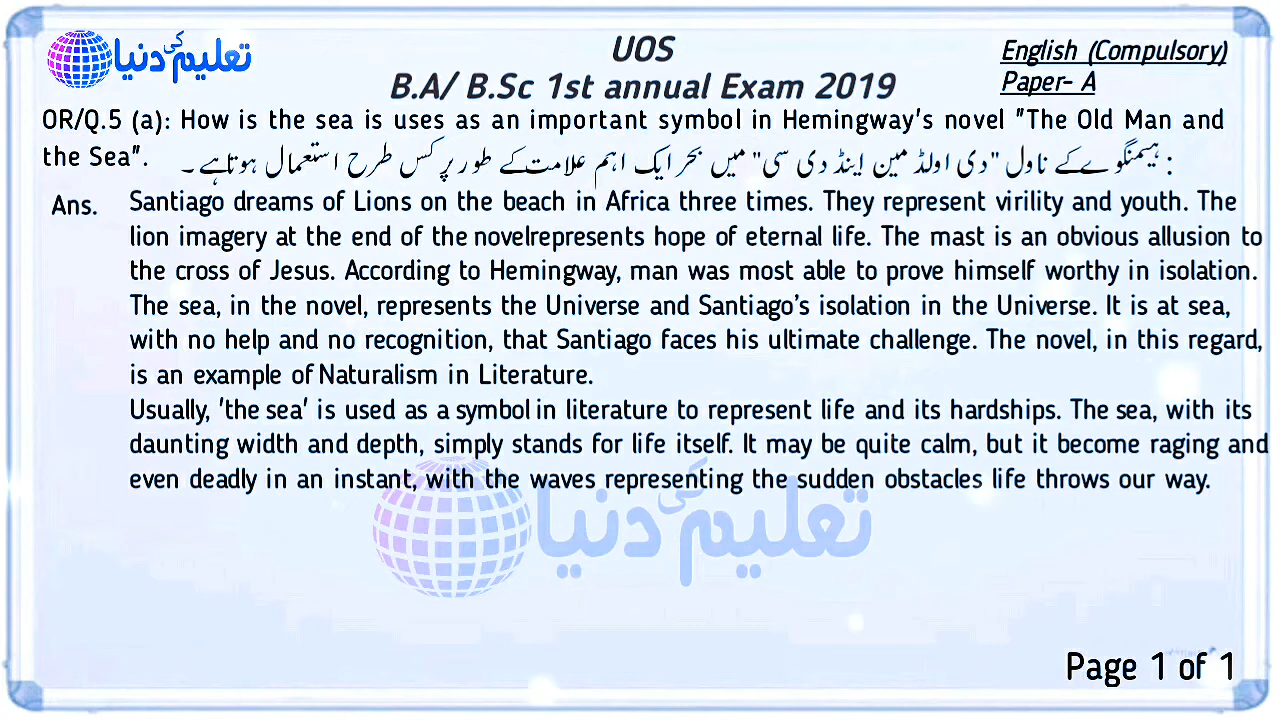 تعلیم کی دنیا
UOS
B.A/ B.Sc 1st annual Exam 2019
English (Compulsory)
Paper- A
OR/Q.5 (a): How is the sea is uses as an important symbol in Hemingway's novel "The Old Man and
the Sea". : ہیمنگوے کے ناول "دی اولڈ مین اینڈ دی سی" میں بحر ایک اہم علامت کے طور پر کس طرح استعمال ہوتا ہے ۔
Ans. Santiago dreams of Lions on the beach in Africa three times. They represent virility and youth. The
lion imagery at the end of the novelrepresents hope of eternal life. The mast is an obvious allusion to
the cross of Jesus. According to Hemingway, man was most able to prove himself worthy in isolation.
The sea, in the novel, represents the Universe and Santiago's isolation in the Universe. It is at sea,
with no help and no recognition, that Santiago faces his ultimate challenge. The novel, in this regard,
is an example of Naturalism in Literature.
Usually, 'the sea' is used as a symbol in literature to represent life and its hardships. The sea, with its
daunting width and depth, simply stands for life itself. It may be quite calm, but it become raging and
even deadly in an instant, with the waves representing the sudden obstacles life throws our way.
تعلیم کی دنیا
Page 1 of 1